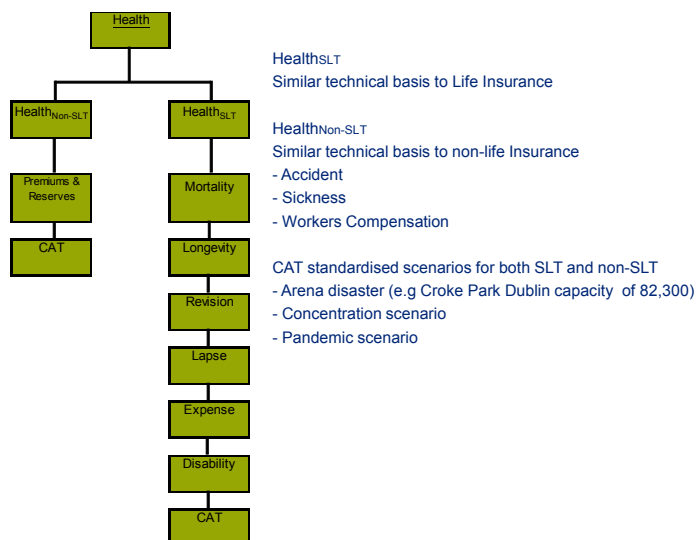 Health
HealthSLT
Similar technical basis to Life Insurance
HealthNon-SLT
HealthSLT
HealthNon-SLT
Similar technical basis to non-life Insurance
- Accident
- Sickness
- Workers Compensation
Premiums &
Reserves
Mortality
CAT
Longevity
CAT standardised scenarios for both SLT and non-SLT
- Arena disaster (e.g Croke Park Dublin capacity of 82,300)
- Concentration scenario
- Pandemic scenario
Revision
Lapse
Expense
Disability
CAT